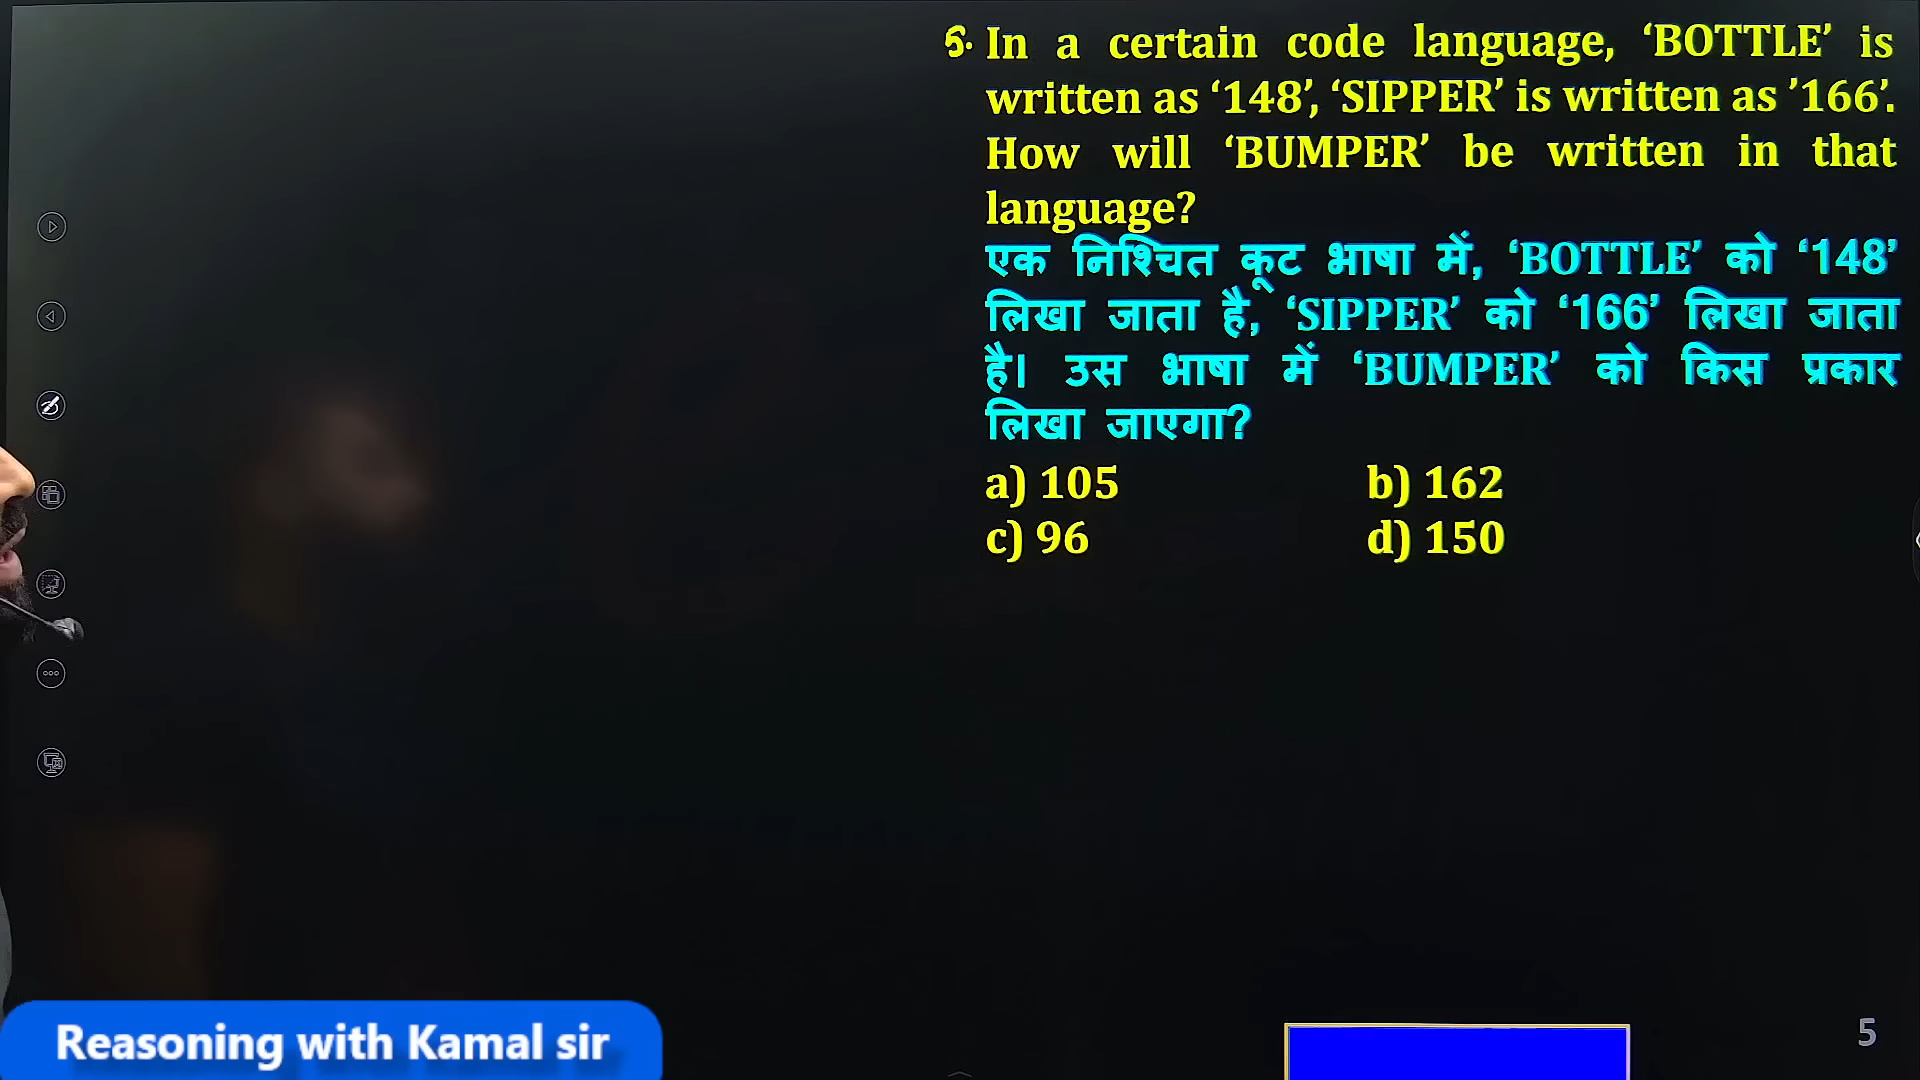 6. In a certain code language, ‘BOTTLE’ is
written as ‘148’, ‘SIPPER’ is written as ’166’.
How will ‘BUMPER’ be written in that
language?
एक निश्चित कूट भाषा में, ‘BOTTLE’ को ‘148’
लिखा जाता है, ‘SIPPER’ को ‘166’ लिखा जाता
है। उस भाषा में ‘BUMPER’ को किस प्रकार
लिखा जाएगा?
a) 105 b) 162
c) 96 d) 150
Reasoning with Kamal sir
5